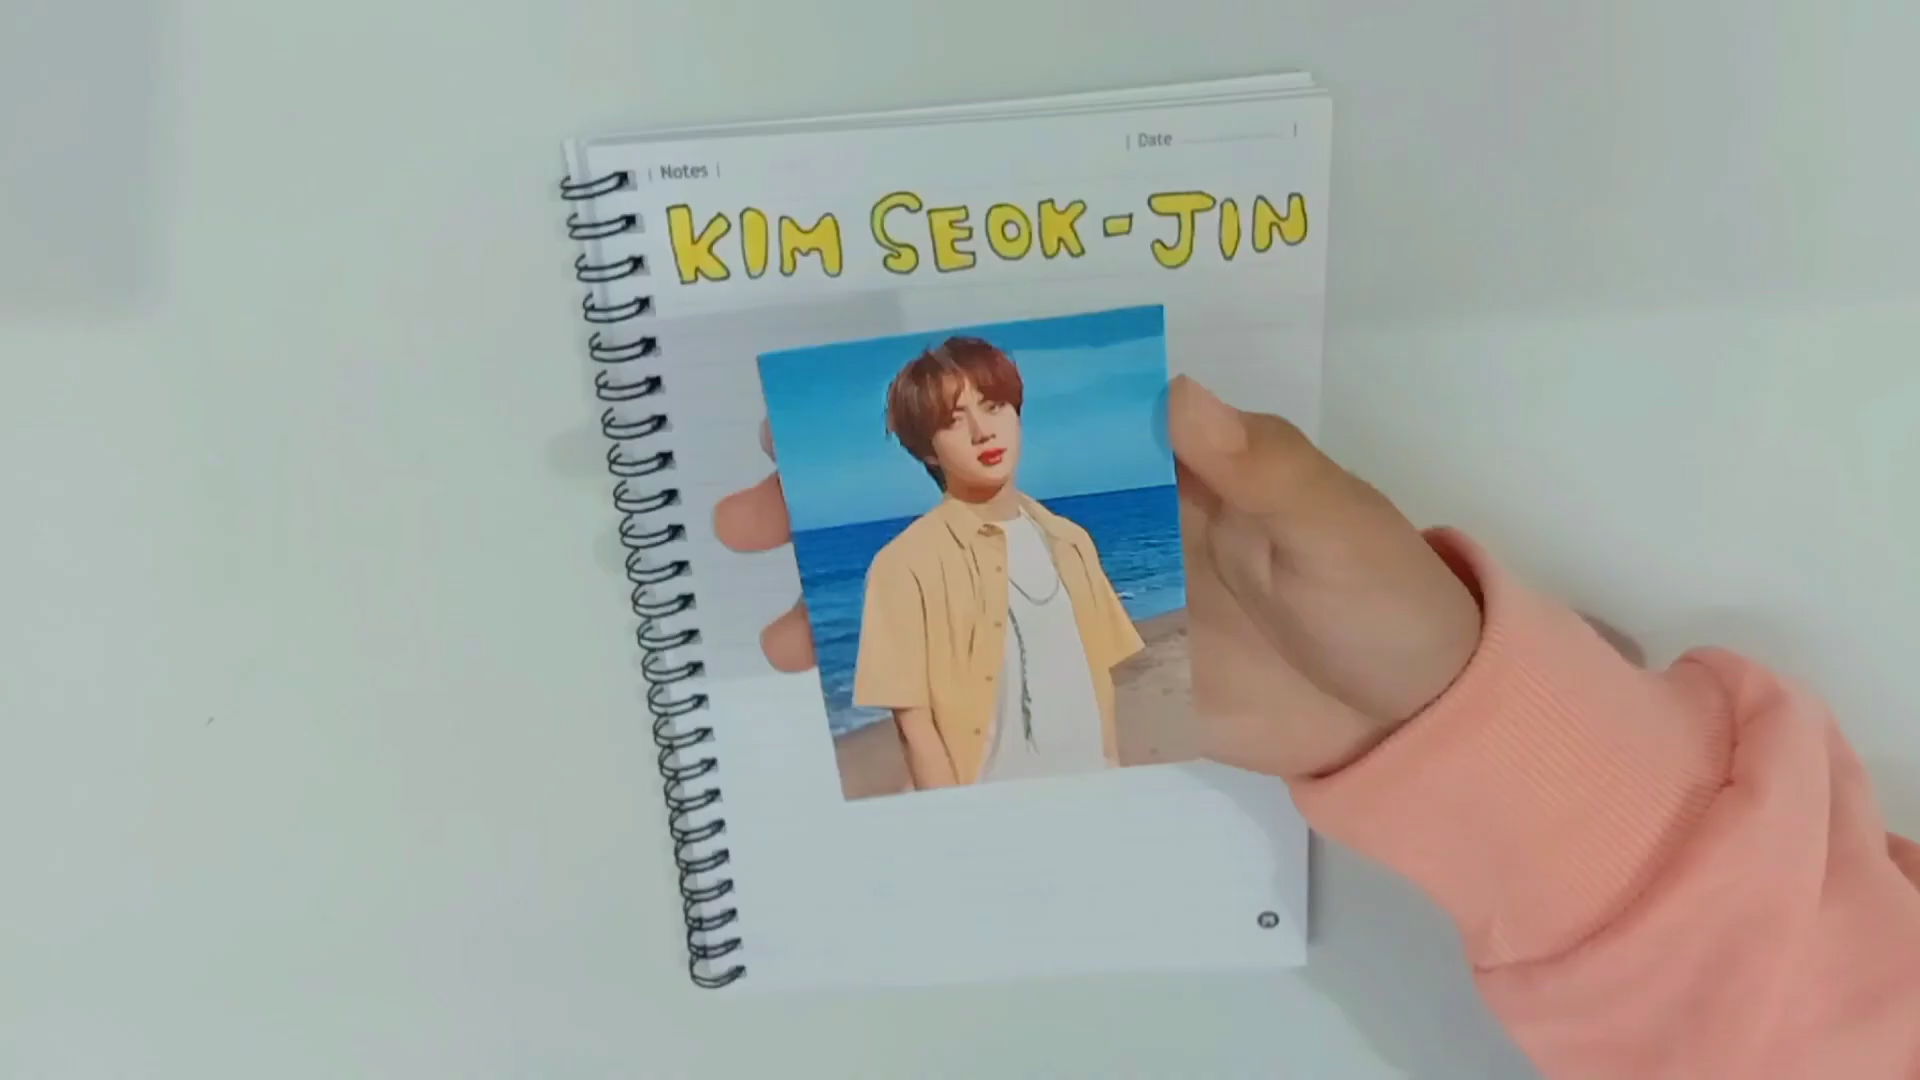 | Notes |
| Date |
KIM SEOK-JIN